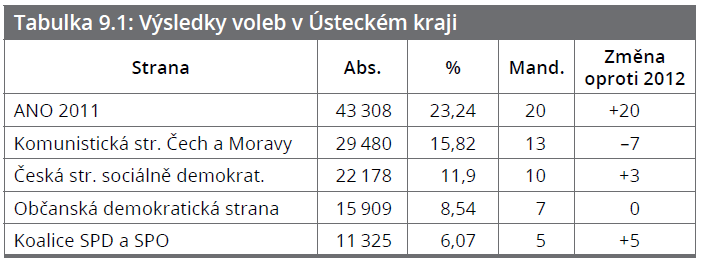 Tabulka 9.1: Výsledky voleb v Ústeckém kraji
Strana Abs. % Mand. Změna oproti 2012
ANO 2011 43 308 23,24 20 +20
Komunistická str. Čech a Moravy 29 480 15,82 13 –7
Česká str. sociálně demokrat. 22 178 11,9 10 +3
Občanská demokratická strana 15 909 8,54 7 0
Koalice SPD a SPO 11 325 6,07 5 +5